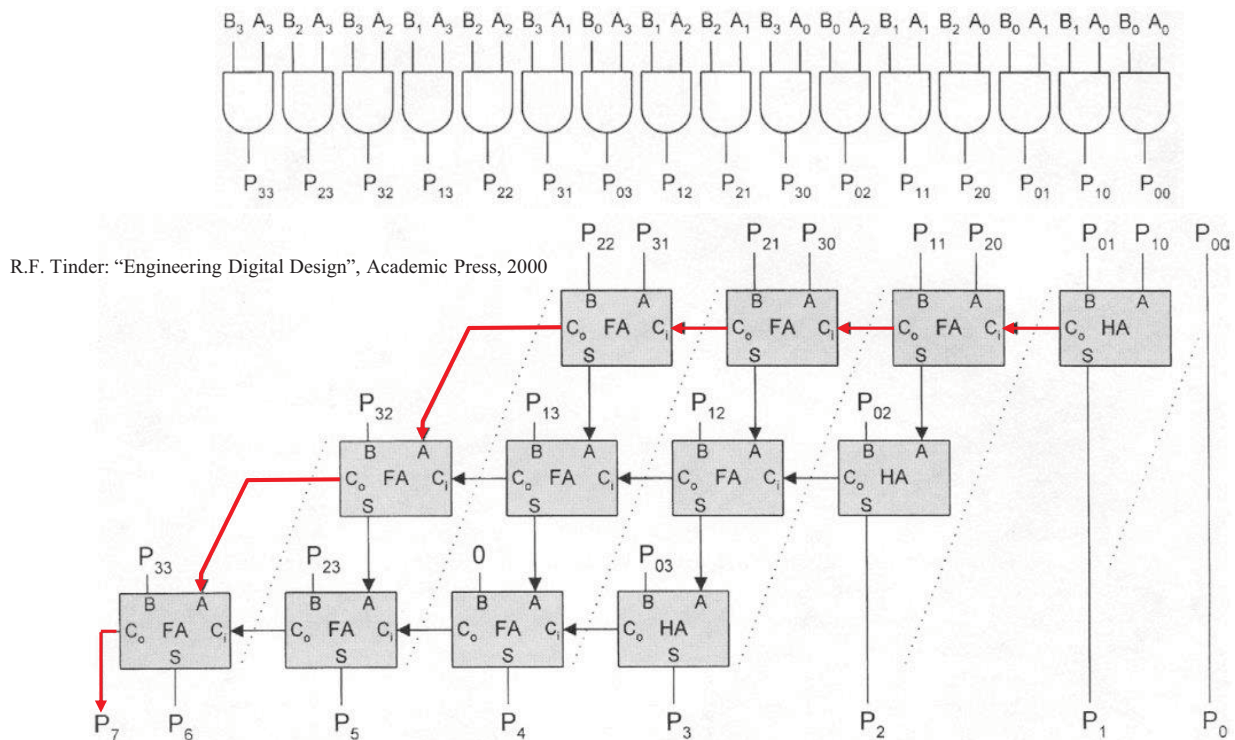 B₃ A₃ B₂ A₃ B₃ A₂ B₁ A₃ B₂ A₂ B₃ A₁ B₀ A₃ B₁ A₂ B₂ A₁ B₃ A₀ B₀ A₂ B₁ A₁ B₂ A₀ B₀ A₁ B₁ A₀ B₀ A₀
P₃₃ P₂₃ P₃₂ P₁₃ P₂₂ P₃₁ P₀₃ P₁₂ P₂₁ P₃₀ P₀₂ P₁₁ P₂₀ P₀₁ P₁₀ P₀₀
P₂₂ P₃₁ P₂₁ P₃₀ P₁₁ P₂₀ P₀₁ P₁₀ P₀₀
R.F. Tinder: “Engineering Digital Design”, Academic Press, 2000
B A B A B A B A
Cₒ FA Cᵢ Cₒ FA Cᵢ Cₒ FA Cᵢ Cₒ HA
S S S S
P₃₂ P₁₃ P₁₂ P₀₂
B A B A B A B A
Cₒ FA Cᵢ Cₒ FA Cᵢ Cₒ FA Cᵢ Cₒ HA
S S S S
P₃₃ P₂₃ 0 P₀₃
B A B A B A B A
Cₒ FA Cᵢ Cₒ FA Cᵢ Cₒ FA Cᵢ Cₒ HA
S S S S
P₇ P₆ P₅ P₄ P₃ P₂ P₁ P₀